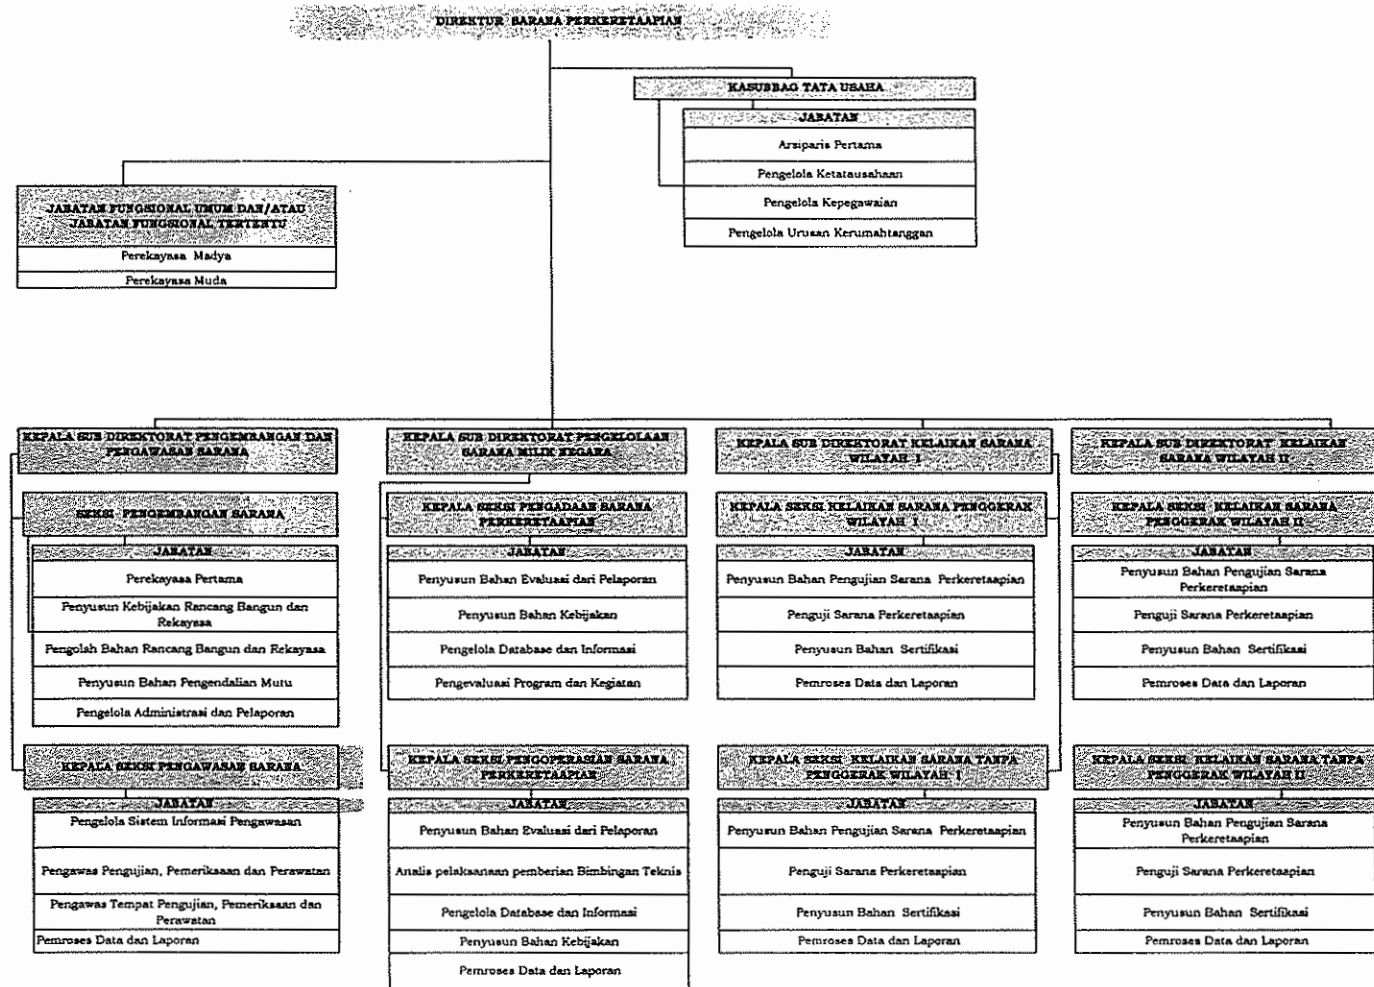 DIREKTUR SARANA PERKERETAAPIAN
KASUBBAG TATA USAHA
JABATAN
Arsiparis Pertama
Pengelola Ketatausahaan
Pengelola Kepegawaian
Pengelola Urusan Kerumahtanggan
JABATAN FUNGSIONAL UMUM DAN/ATAU
JABATAN FUNGSIONAL TERTENTU
Perekayasa Madya
Perekayasa Muda
KEPALA SUB DIREKTORAT PENGEMBANGAN DAN
PENGAWASAN SARANA
SEKSI PENGEMBANGAN SARANA
JABATAN
Perekayasa Pertama
Penyusun Kebijakan Rancang Bangun dan
Rekayasa
Pengolah Bahan Rancang Bangun dan Rekayasa
Penyusun Bahan Pengendalian Mutu
Pengelola Administrasi dan Pelaporan
KEPALA SEKSI PENGAWASAN SARANA
JABATAN
Pengelola Sistem Informasi Pengawasan
Pengawas Pengujian, Pemeriksaan dan Perawatan
Pengawas Tempat Pengujian, Pemeriksaan dan
Perawatan
Pemroses Data dan Laporan
KEPALA SUB DIREKTORAT PENGELOLAAN
SARANA MILIK NEGARA
KEPALA SEKSI PENGADAAN SARANA
PERKERETAAPIAN
JABATAN
Penyusun Bahan Evaluasi dari Pelaporan
Penyusun Bahan Kebijakan
Pengelola Database dan Informasi
Pengevaluasi Program dan Kegiatan
KEPALA SEKSI PENGOPERASIAN SARANA
PERKERETAAPIAN
JABATAN
Penyusun Bahan Evaluasi dari Pelaporan
Analis pelaksanaan pemberian Bimbingan Teknis
Pengelola Database dan Informasi
Penyusun Bahan Kebijakan
Pemroses Data dan Laporan
KEPALA SUB DIREKTORAT KELAIKAN SARANA
WILAYAH I
KEPALA SEKSI KELAIKAN SARANA PENGGERAK
WILAYAH I
JABATAN
Penyusun Bahan Pengujian Sarana Perkeretaapian
Penguji Sarana Perkeretaapian
Penyusun Bahan Sertifikasi
Pemroses Data dan Laporan
KEPALA SEKSI KELAIKAN SARANA TANPA
PENGGERAK WILAYAH I
JABATAN
Penyusun Bahan Pengujian Sarana Perkeretaapian
Penguji Sarana Perkeretaapian
Penyusun Bahan Sertifikasi
Pemroses Data dan Laporan
KEPALA SUB DIREKTORAT KELAIKAN
SARANA WILAYAH II
KEPALA SEKSI KELAIKAN SARANA
PENGGERAK WILAYAH II
JABATAN
Penyusun Bahan Pengujian Sarana
Perkeretaapian
Penguji Sarana Perkeretaapian
Penyusun Bahan Sertifikasi
Pemroses Data dan Laporan
KEPALA SEKSI KELAIKAN SARANA TANPA
PENGGERAK WILAYAH II
JABATAN
Penyusun Bahan Pengujian Sarana
Perkeretaapian
Penguji Sarana Perkeretaapian
Penyusun Bahan Sertifikasi
Pemroses Data dan Laporan